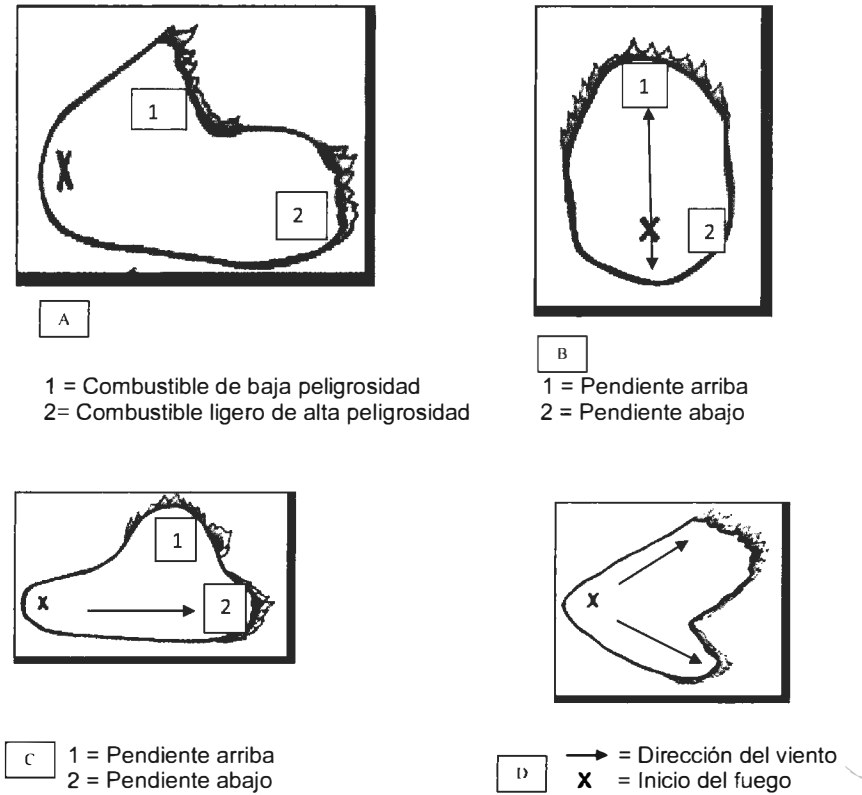 X
1
2
1
X
2
A
B
1 = Combustible de baja peligrosidad
2= Combustible ligero de alta peligrosidad
1 = Pendiente arriba
2 = Pendiente abajo
X
1
2
X
C
1 = Pendiente arriba
2 = Pendiente abajo
D
= Dirección del viento
X = Inicio del fuego